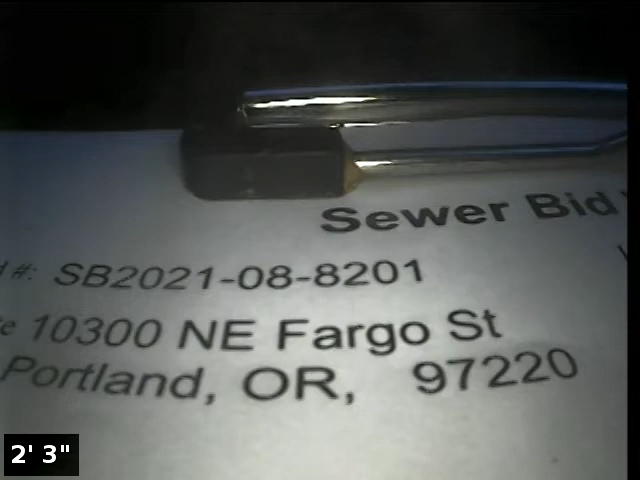 Sewer Bid
#: SB2021-08-8201
10300 NE Fargo St
Portland, OR, 97220
2' 3"